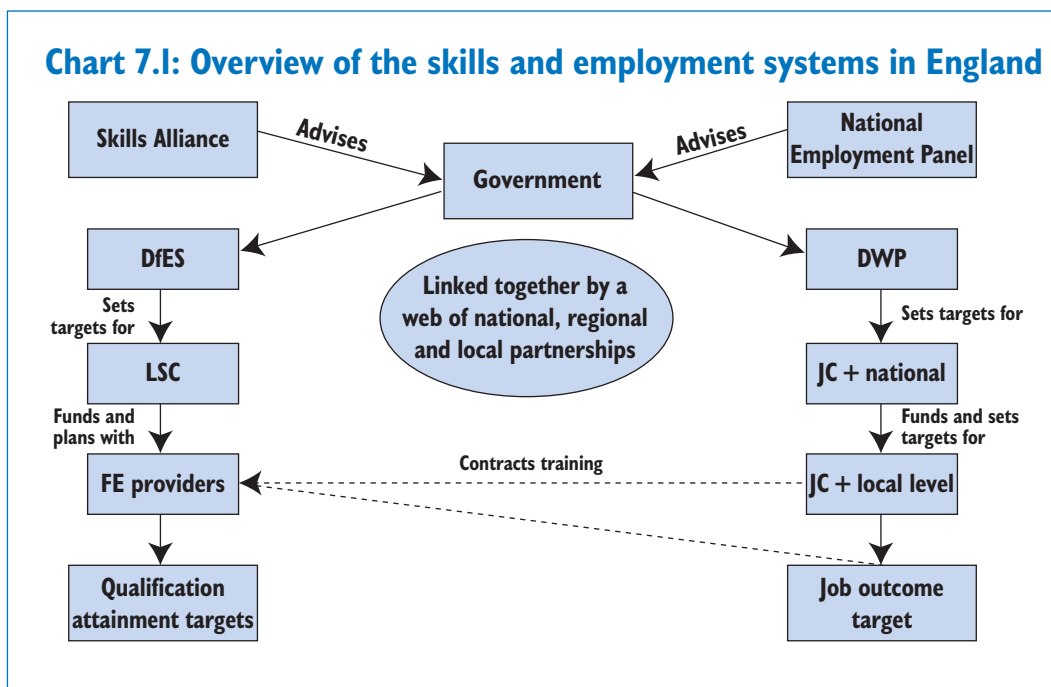 Chart 7.1: Overview of the skills and employment systems in England
Skills Alliance
Advises
Government
Advises
National
Employment Panel
DfES
Linked together by a
web of national, regional
and local partnerships
DWP
Sets
targets for
Sets targets for
LSC
JC + national
Funds and
plans with
Funds and sets
targets for
FE providers
Contracts training
JC + local level
Qualification
attainment targets
Job outcome
target